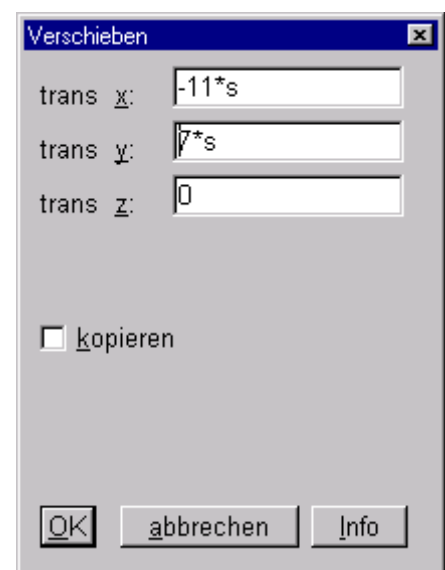 Verschieben
trans x: -11*s
trans y: 7*s
trans z: 0
kopieren
OK abbrechen Info